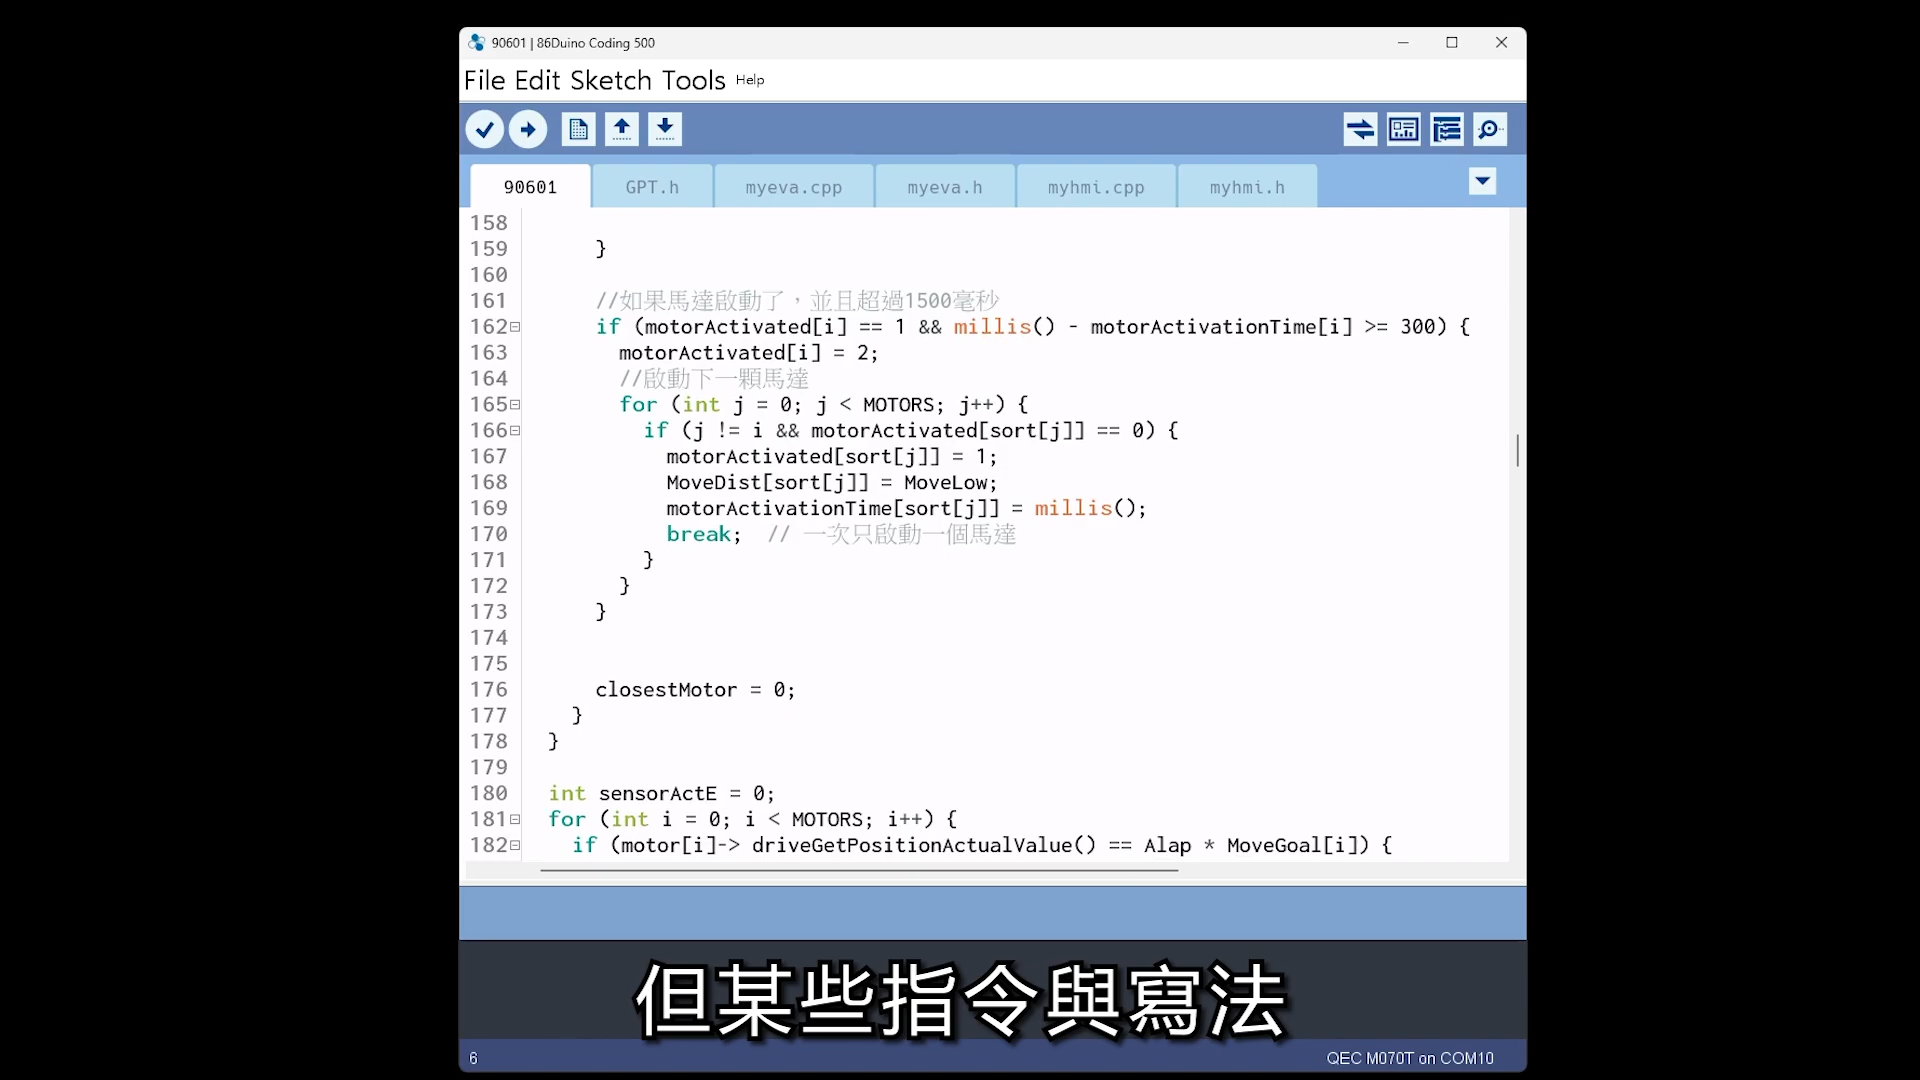 90601 | 86Duino Coding 500
File Edit Sketch Tools Help
90601 GPT.h myeva.cpp myeva.h myhmi.cpp myhmi.h
158
159 }
160
161 //如果馬達啟動了，並且超過1500毫秒
162 if (motorActivated[i] == 1 && millis() - motorActivationTime[i] >= 300) {
163 motorActivated[i] = 2;
164 //啟動下一顆馬達
165 for (int j = 0; j < MOTORS; j++) {
166 if (j != i && motorActivated[sort[j]] == 0) {
167 motorActivated[sort[j]] = 1;
168 MoveDist[sort[j]] = MoveLow;
169 motorActivationTime[sort[j]] = millis();
170 break; // 一次只啟動一個馬達
171 }
172 }
173 }
174
175
176 closestMotor = 0;
177 }
178 }
179
180 int sensorActE = 0;
181 for (int i = 0; i < MOTORS; i++) {
182 if (motor[i]-> driveGetPositionActualValue() == Alap * MoveGoal[i]) {
但某些指令與寫法
6 QEC M070T on COM10